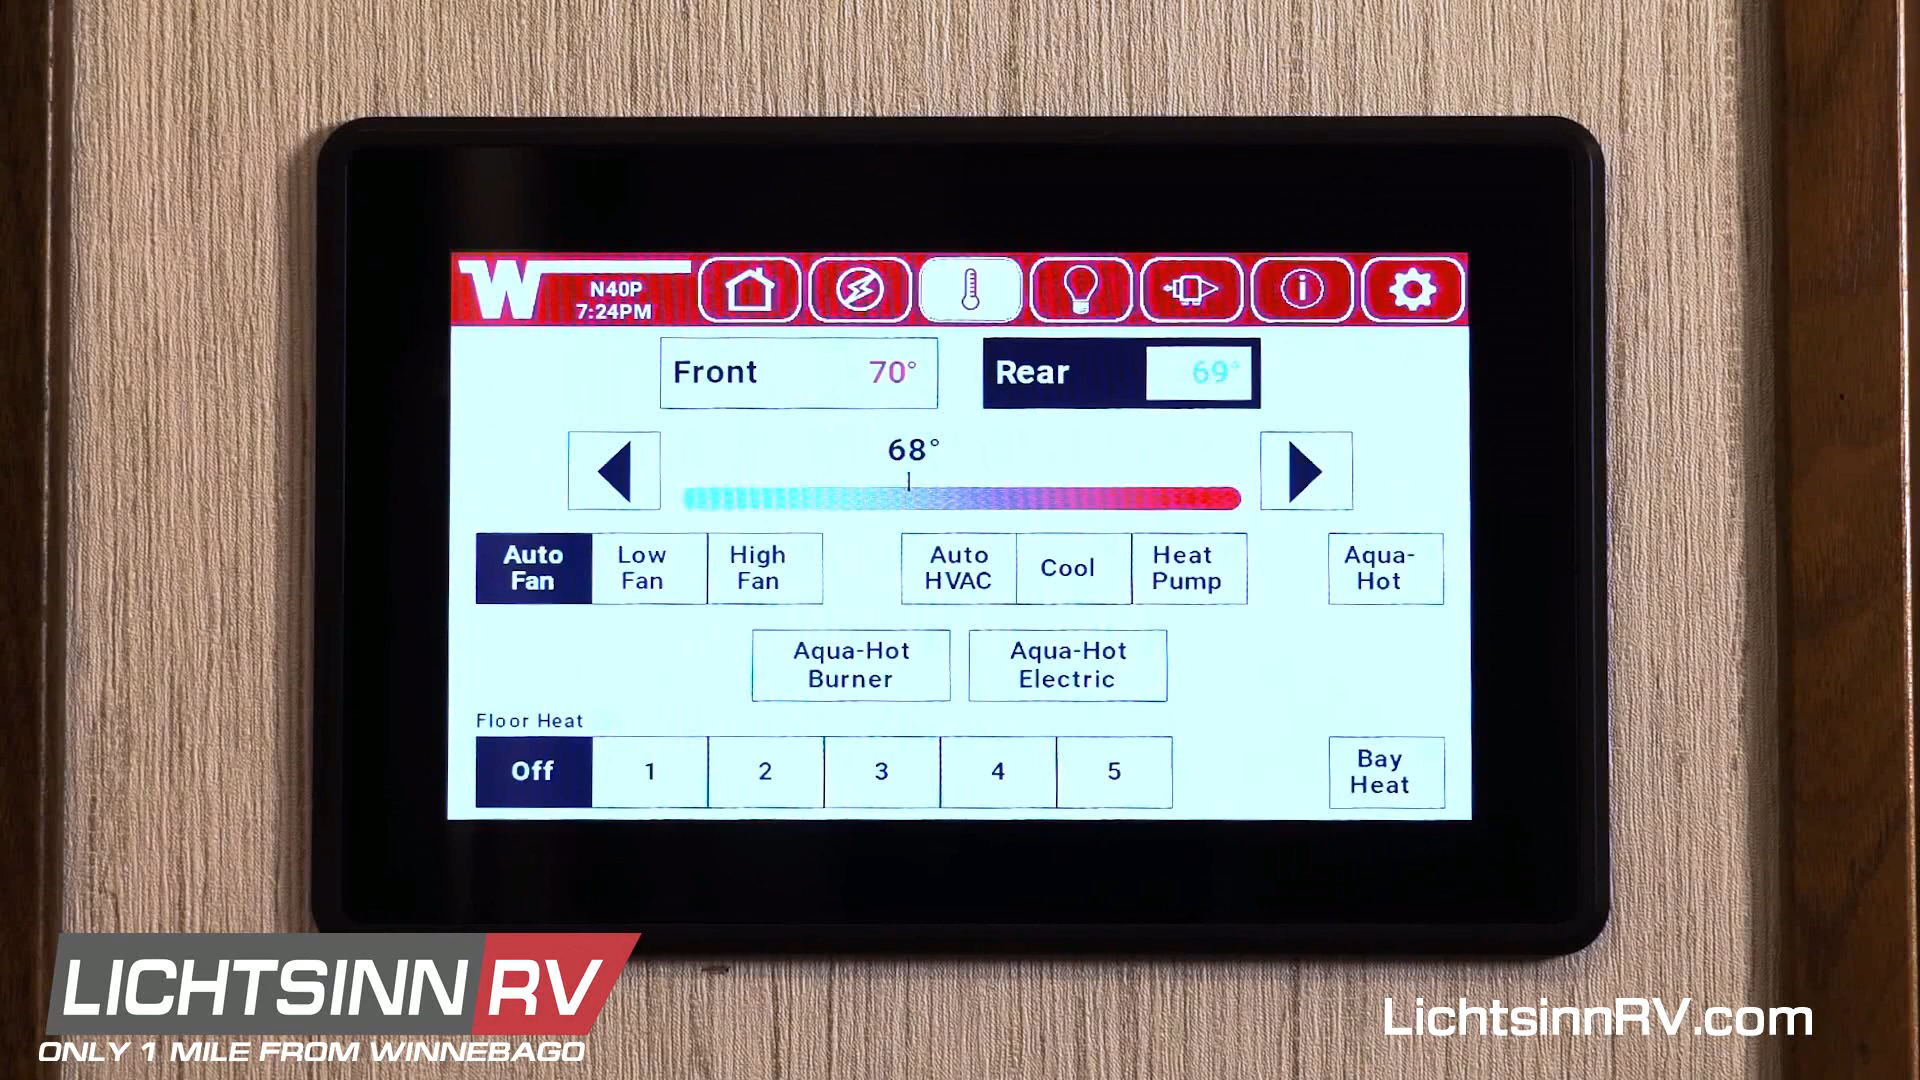 W
N40P
7:24PM
Front 70°
Rear 69°
68°
Auto Fan
Low Fan
High Fan
Auto HVAC
Cool
Heat Pump
Aqua-Hot
Aqua-Hot Burner
Aqua-Hot Electric
Floor Heat
Off 1 2 3 4 5
Bay Heat
LICHTSINN RV
ONLY 1 MILE FROM WINNEBAGO
LichtsinnRV.com